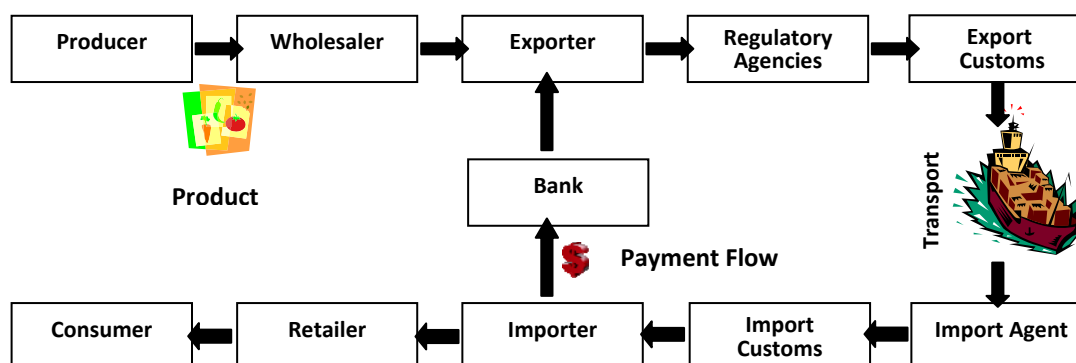 Producer
Wholesaler
Exporter
Regulatory
Agencies
Export
Customs
Product
Bank
Transport
$
Payment Flow
Consumer
Retailer
Importer
Import
Customs
Import Agent